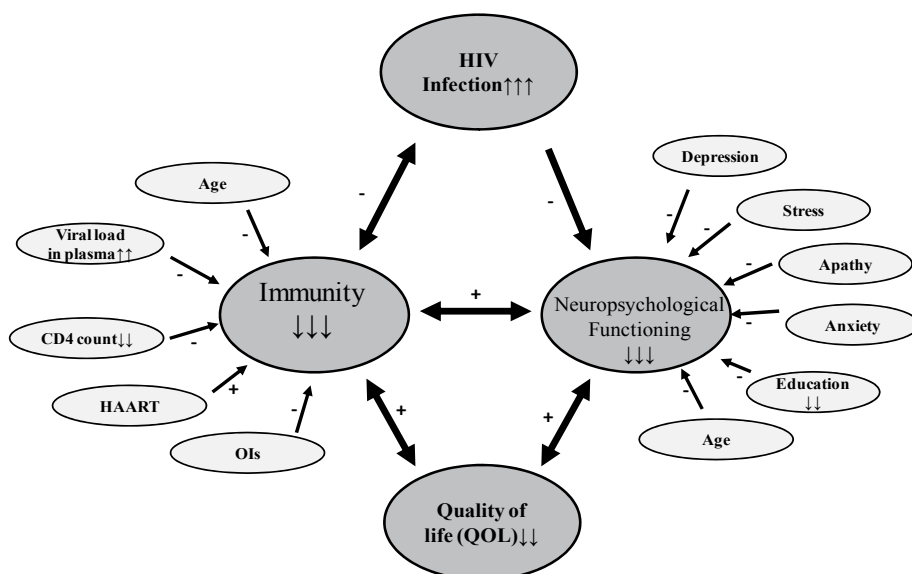 HIV
Infection↑↑↑
Depression
Age
-
-
-
Stress
-
-
Viral load
in plasma↑↑
-
Apathy
-
Immunity
↓↓↓
+
Neuropsychological
Functioning
↓↓↓
CD4 count↓↓
-
Anxiety
-
HAART
+
Education
↓↓
-
OIs
-
Age
-
+
+
Quality of
life (QOL)↓↓